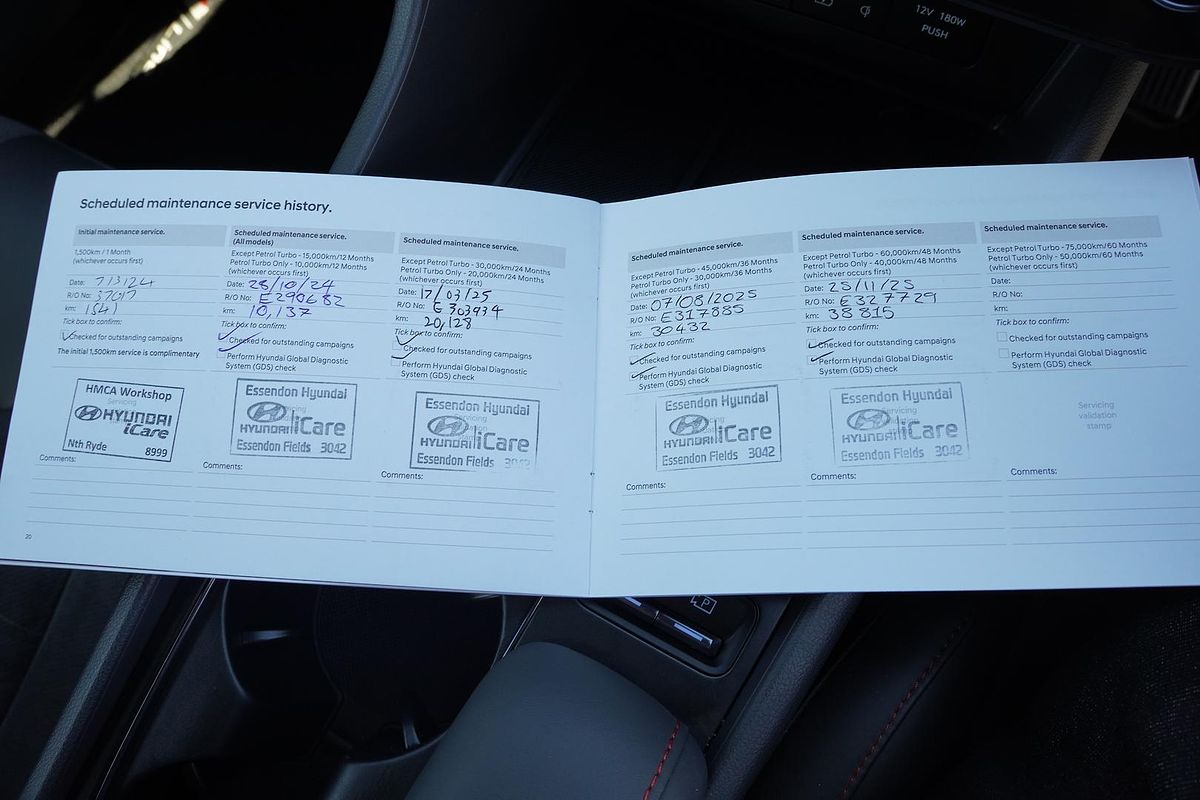 12V 180W
PUSH
Scheduled maintenance service history.
Initial maintenance service.
1,500km / 1 Month
(whichever occurs first)
Date: 7/3/24
R/O No: 37017
km: 1541
Tick box to confirm:
Checked for outstanding campaigns
The initial 1,500km service is complimentary
HMCA Workshop
HYUNDAI
iCare
Nth Ryde 8999
Comments:
Scheduled maintenance service.
(All models)
Except Petrol Turbo - 15,000km/12 Months
Petrol Turbo Only - 10,000km/12 Months
(whichever occurs first)
Date: 28/10/24
R/O No: E290682
km: 10,137
Tick box to confirm:
Checked for outstanding campaigns
Perform Hyundai Global Diagnostic
System (GDS) check
Essendon Hyundai
HYUNDAI iCare
Essendon Fields 3042
Comments:
Scheduled maintenance service.
Except Petrol Turbo - 30,000km/24 Months
Petrol Turbo Only - 20,000km/24 Months
(whichever occurs first)
Date: 17/03/25
R/O No: E303934
km: 20,128
Tick box to confirm:
Checked for outstanding campaigns
Perform Hyundai Global Diagnostic
System (GDS) check
Essendon Hyundai
HYUNDAI iCare
Essendon Fields 3042
Comments:
20
Scheduled maintenance service.
Except Petrol Turbo - 45,000km/36 Months
Petrol Turbo Only - 30,000km/36 Months
(whichever occurs first)
Date: 07/08/2025
R/O No: E317885
km: 30432
Tick box to confirm:
Checked for outstanding campaigns
Perform Hyundai Global Diagnostic
System (GDS) check
Essendon Hyundai
HYUNDAI iCare
Essendon Fields 3042
Comments:
Scheduled maintenance service.
Except Petrol Turbo - 60,000km/48 Months
Petrol Turbo Only - 40,000km/48 Months
(whichever occurs first)
Date: 25/11/25
R/O No: E327729
km: 38815
Tick box to confirm:
Checked for outstanding campaigns
Perform Hyundai Global Diagnostic
System (GDS) check
Essendon Hyundai
HYUNDAI iCare
Essendon Fields 3042
Comments:
Scheduled maintenance service.
Except Petrol Turbo - 75,000km/60 Months
Petrol Turbo Only - 50,000km/60 Months
(whichever occurs first)
Date:
R/O No:
km:
Tick box to confirm:
Checked for outstanding campaigns
Perform Hyundai Global Diagnostic
System (GDS) check
Servicing
validation
stamp
Comments:
P